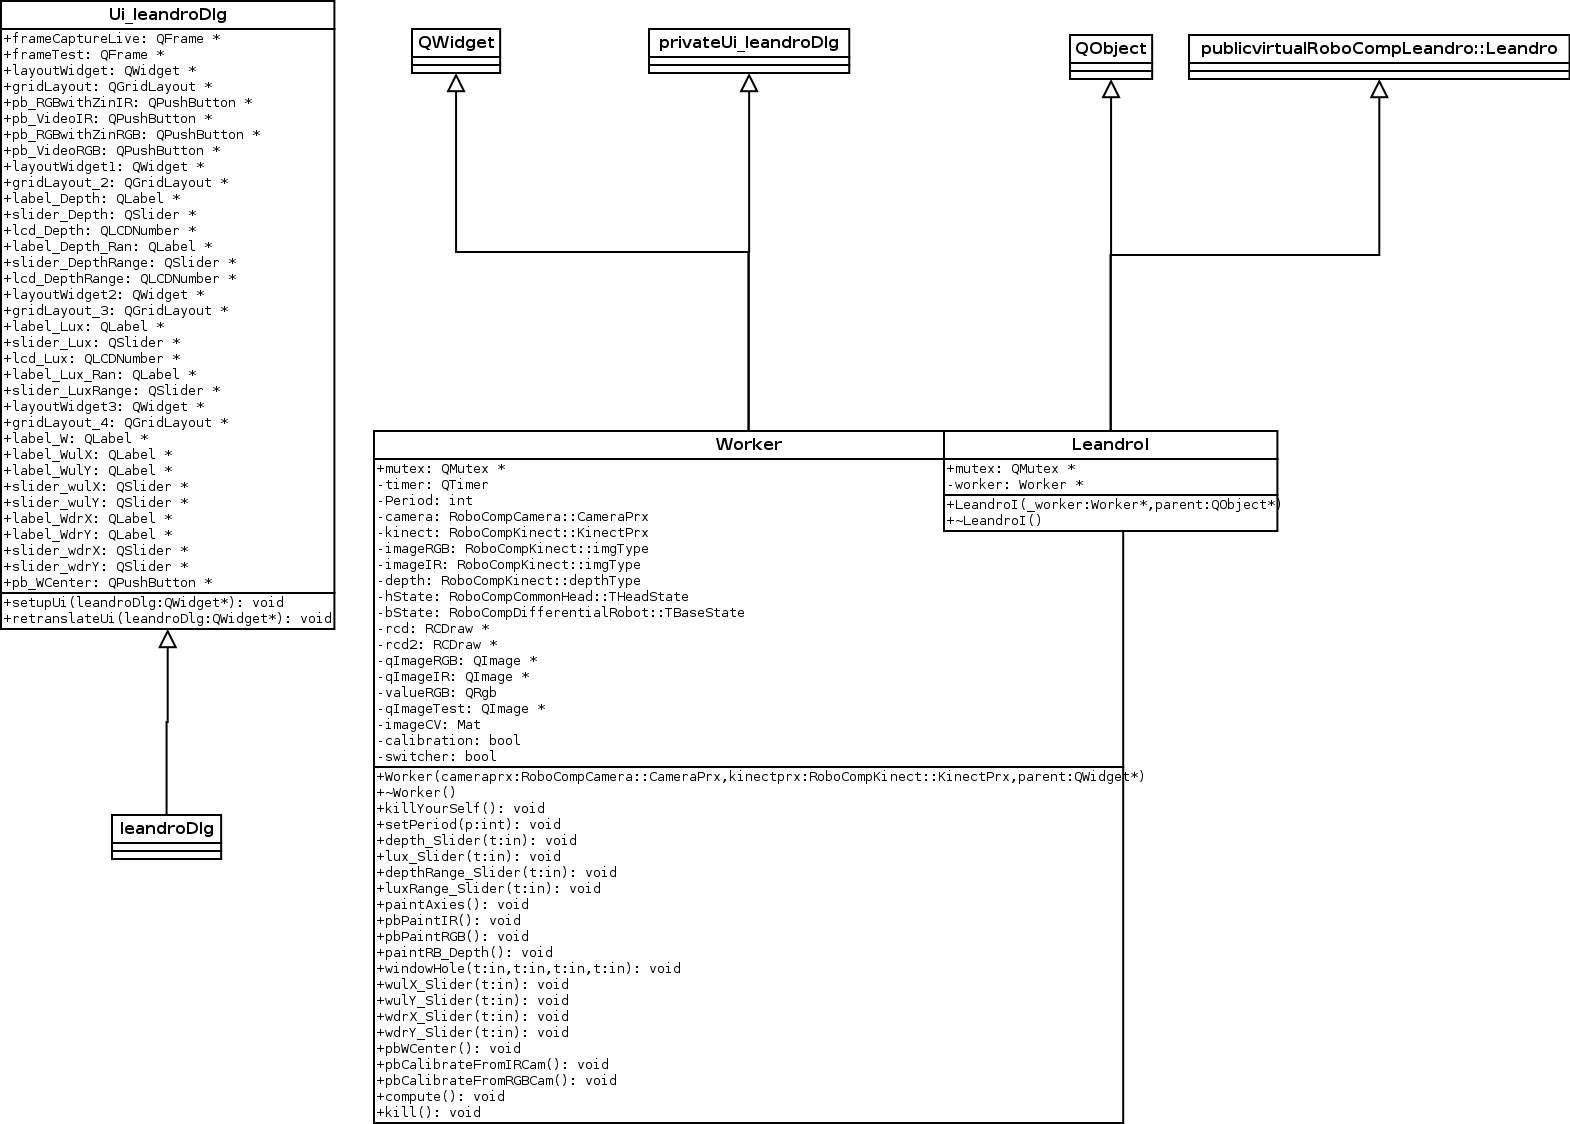 Ui_leandroDlg
+frameCaptureLive: QFrame *
+frameTest: QFrame *
+layoutWidget: QWidget *
+gridLayout: QGridLayout *
+pb_RGBwithZinIR: QPushButton *
+pb_VideoIR: QPushButton *
+pb_RGBwithZinRGB: QPushButton *
+pb_VideoRGB: QPushButton *
+layoutWidget1: QWidget *
+gridLayout_2: QGridLayout *
+label_Depth: QLabel *
+slider_Depth: QSlider *
+lcd_Depth: QLCDNumber *
+label_Depth_Ran: QLabel *
+slider_DepthRange: QSlider *
+lcd_DepthRange: QLCDNumber *
+layoutWidget2: QWidget *
+gridLayout_3: QGridLayout *
+label_Lux: QLabel *
+slider_Lux: QSlider *
+lcd_Lux: QLCDNumber *
+label_Lux_Ran: QLabel *
+slider_LuxRange: QSlider *
+layoutWidget3: QWidget *
+gridLayout_4: QGridLayout *
+label_W: QLabel *
+label_WulX: QLabel *
+label_WulY: QLabel *
+slider_wulX: QSlider *
+slider_wulY: QSlider *
+label_WdrX: QLabel *
+label_WdrY: QLabel *
+slider_wdrX: QSlider *
+slider_wdrY: QSlider *
+pb_WCenter: QPushButton *
+setupUi(leandroDlg:QWidget*): void
+retranslateUi(leandroDlg:QWidget*): void
leandroDlg
QWidget
privateUi_leandroDlg
QObject
publicvirtualRoboCompLeandro::Leandro
Worker
+mutex: QMutex *
-timer: QTimer
-Period: int
-camera: RoboCompCamera::CameraPrx
-kinect: RoboCompKinect::KinectPrx
-imageRGB: RoboCompKinect::imgType
-imageIR: RoboCompKinect::imgType
-depth: RoboCompKinect::depthType
-hState: RoboCompCommonHead::THeadState
-bState: RoboCompDifferentialRobot::TBaseState
-rcd: RCDraw *
-rcd2: RCDraw *
-qImageRGB: QImage *
-qImageIR: QImage *
-valueRGB: QRgb
-qImageTest: QImage *
-imageCV: Mat
-calibration: bool
-switcher: bool
+Worker(cameraprx:RoboCompCamera::CameraPrx,kinectprx:RoboCompKinect::KinectPrx,parent:QWidget*)
+~Worker()
+killYourSelf(): void
+setPeriod(p:int): void
+depth_Slider(t:in): void
+lux_Slider(t:in): void
+depthRange_Slider(t:in): void
+luxRange_Slider(t:in): void
+paintAxies(): void
+pbPaintIR(): void
+pbPaintRGB(): void
+paintRB_Depth(): void
+windowHole(t:in,t:in,t:in,t:in): void
+wulX_Slider(t:in): void
+wulY_Slider(t:in): void
+wdrX_Slider(t:in): void
+wdrY_Slider(t:in): void
+pbWCenter(): void
+pbCalibrateFromIRCam(): void
+pbCalibrateFromRGBCam(): void
+compute(): void
+kill(): void
LeandroI
+mutex: QMutex *
-worker: Worker *
+LeandroI(_worker:Worker*,parent:QObject*)
+~LeandroI()